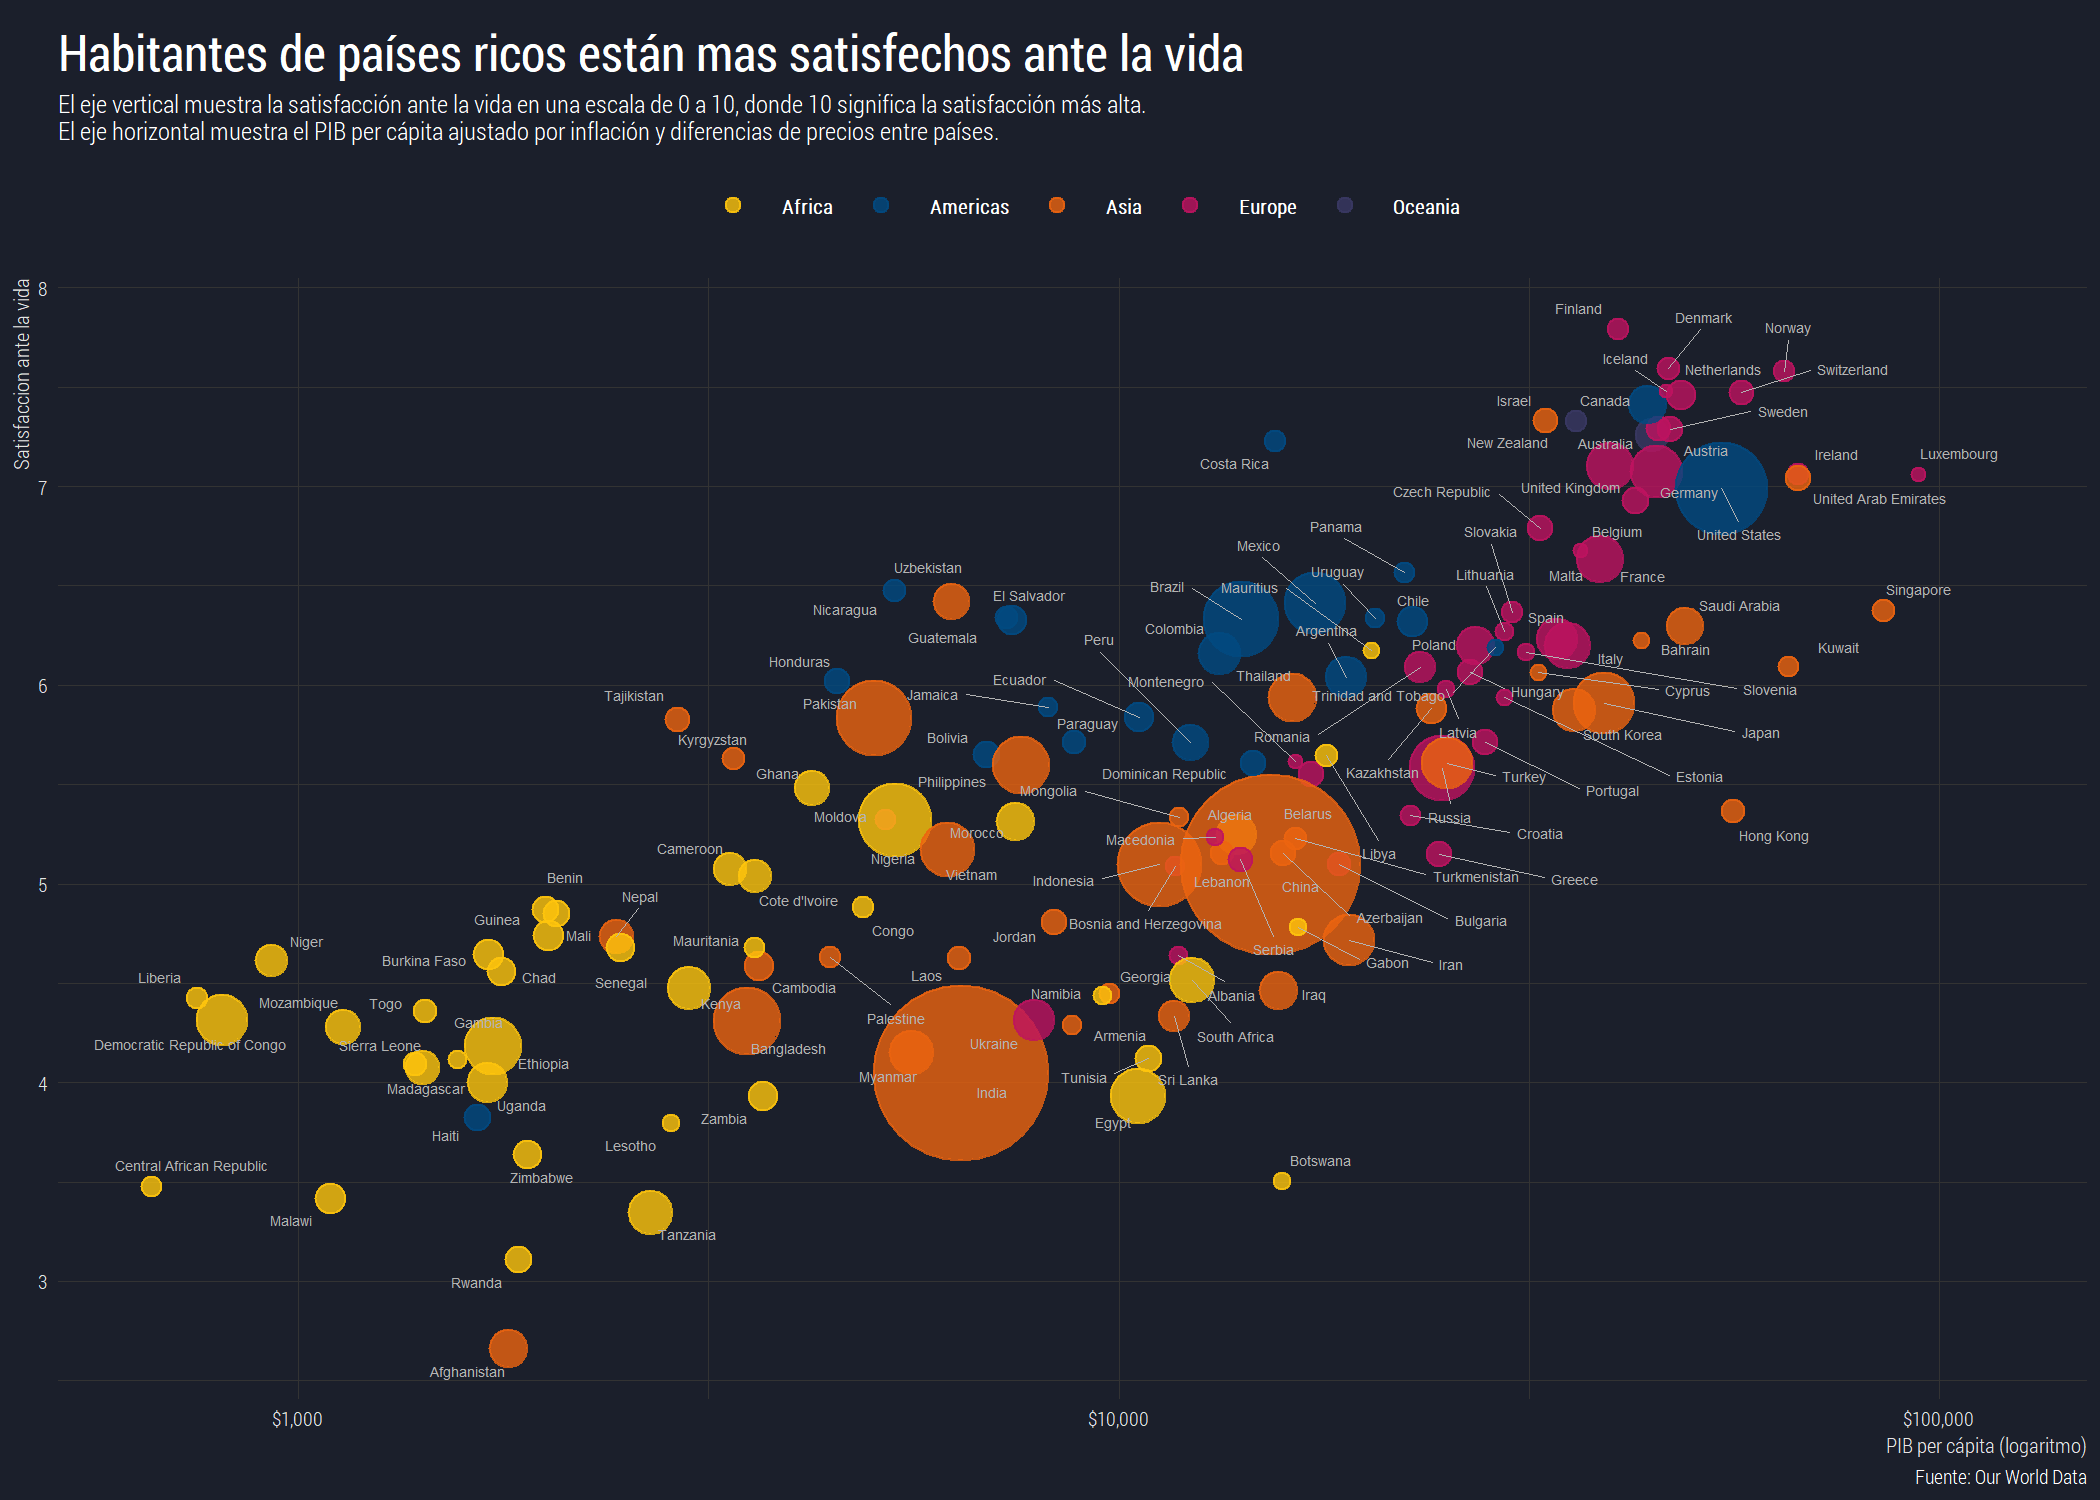 Habitantes de países ricos están mas satisfechos ante la vida
El eje vertical muestra la satisfacción ante la vida en una escala de 0 a 10, donde 10 significa la satisfacción más alta.
El eje horizontal muestra el PIB per cápita ajustado por inflación y diferencias de precios entre países.
Africa Americas Asia Europe Oceania
Satisfaccion ante la vida
8
Finland
Denmark
Norway
Iceland
Netherlands
Switzerland
Israel
Canada
Sweden
New Zealand
Australia
Austria
Ireland
Luxembourg
Costa Rica
7
Czech Republic
United Kingdom
Germany
United Arab Emirates
Panama
Slovakia
Belgium
United States
Mexico
Uzbekistan
Uruguay
Lithuania
Malta
France
Brazil
Mauritius
Singapore
Nicaragua
El Salvador
Chile
Saudi Arabia
Guatemala
Peru
Colombia
Argentina
Spain
Poland
Bahrain
Kuwait
Italy
Honduras
Thailand
Ecuador
Montenegro
6
Tajikistan
Pakistan
Jamaica
Trinidad and Tobago
Hungary
Cyprus
Slovenia
Kyrgyzstan
Bolivia
Paraguay
Romania
Latvia
South Korea
Japan
Ghana
Philippines
Dominican Republic
Kazakhstan
Turkey
Estonia
Mongolia
Portugal
Moldova
Morocco
Algeria
Belarus
Russia
Croatia
Hong Kong
Cameroon
Nigeria
Macedonia
Libya
Vietnam
5
Benin
Indonesia
Lebanon
China
Turkmenistan
Greece
Nepal
Cote d'Ivoire
Guinea
Mali
Mauritania
Congo
Jordan
Bosnia and Herzegovina
Azerbaijan
Bulgaria
Niger
Burkina Faso
Serbia
Gabon
Iran
Liberia
Chad
Senegal
Cambodia
Laos
Georgia
Mozambique
Togo
Kenya
Namibia
Albania
Iraq
Gambia
Palestine
Democratic Republic of Congo
Sierra Leone
Bangladesh
Ukraine
Armenia
South Africa
Ethiopia
Myanmar
Tunisia
Sri Lanka
4
Madagascar
India
Uganda
Zambia
Egypt
Haiti
Lesotho
Central African Republic
Zimbabwe
Botswana
Malawi
Tanzania
Rwanda
3
Afghanistan
$1,000 $10,000 $100,000
PIB per cápita (logaritmo)
Fuente: Our World Data